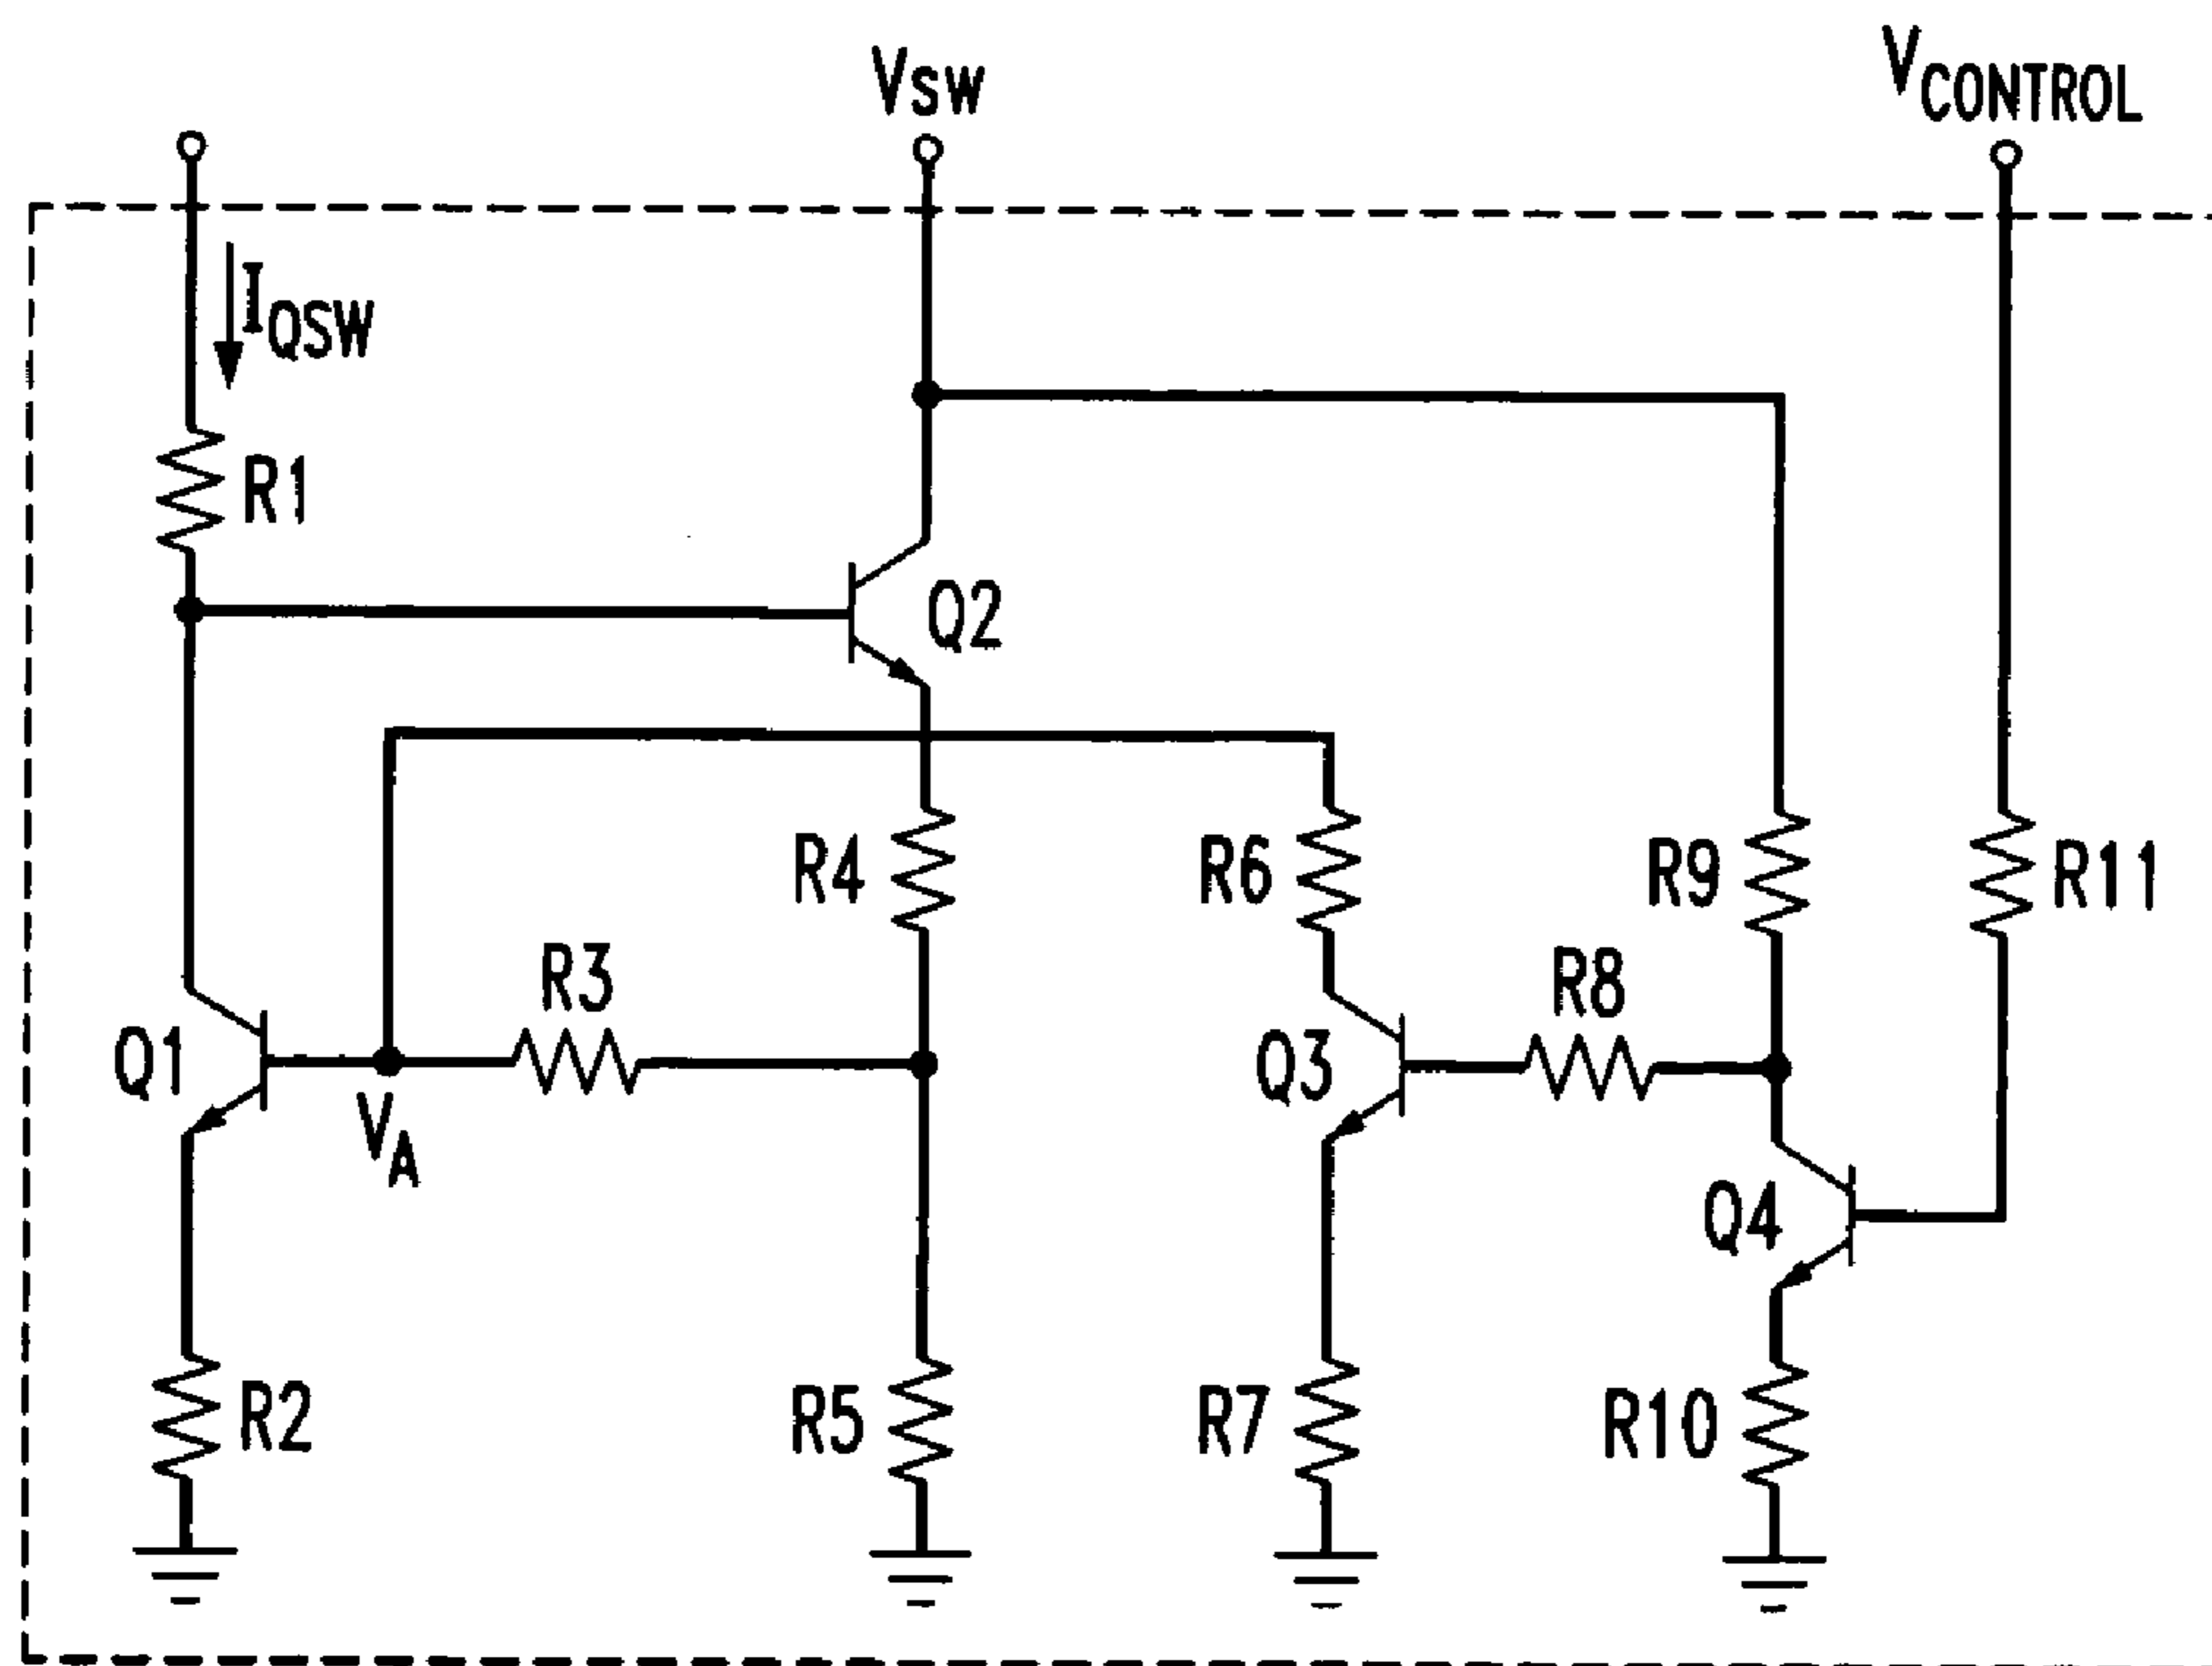 VSW
VCONTROL
IQSW
R1
Q2
R4
R6
R9
R11
R3
R8
Q1
Q3
VA
Q4
R2
R5
R7
R10